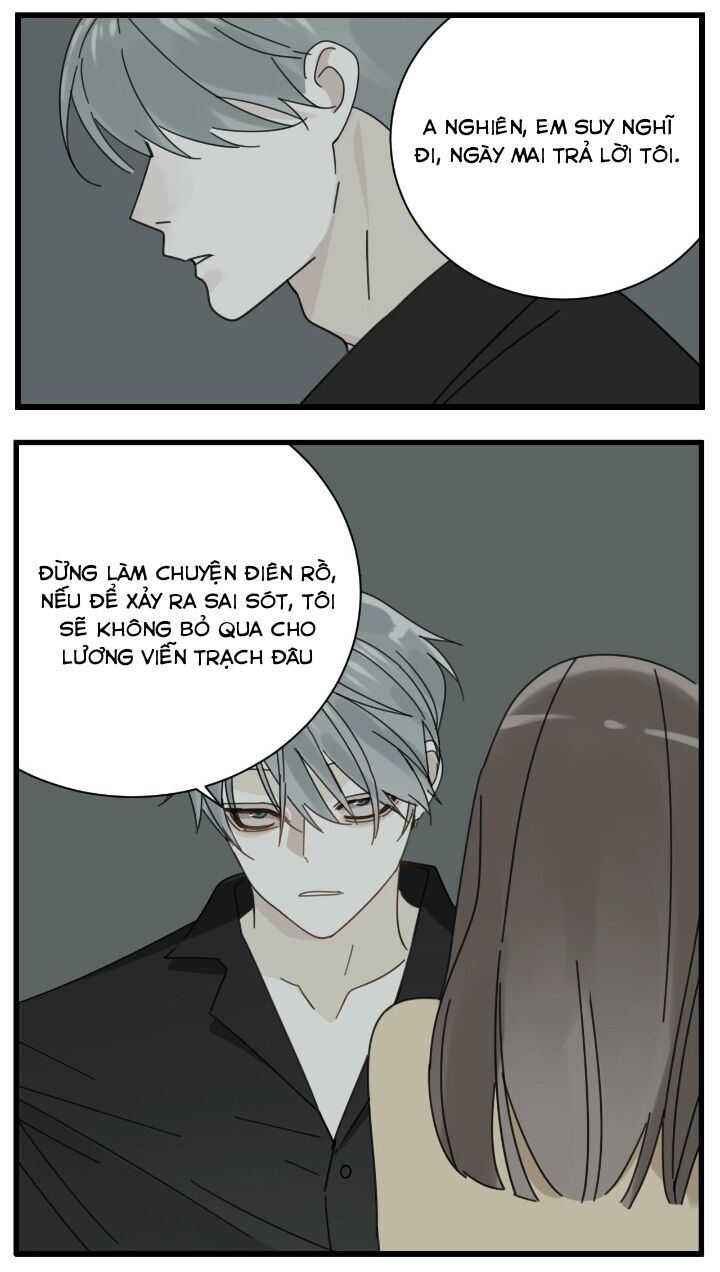 A NGHIÊN, EM SUY NGHĨ
ĐI, NGÀY MAI TRẢ LỜI TÔI.
ĐỪNG LÀM CHUYỆN ĐIÊN RỒ,
NẾU ĐỂ XẢY RA SAI SÓT, TÔI
SẼ KHÔNG BỎ QUA CHO
LƯƠNG VIỄN TRẠCH ĐÂU